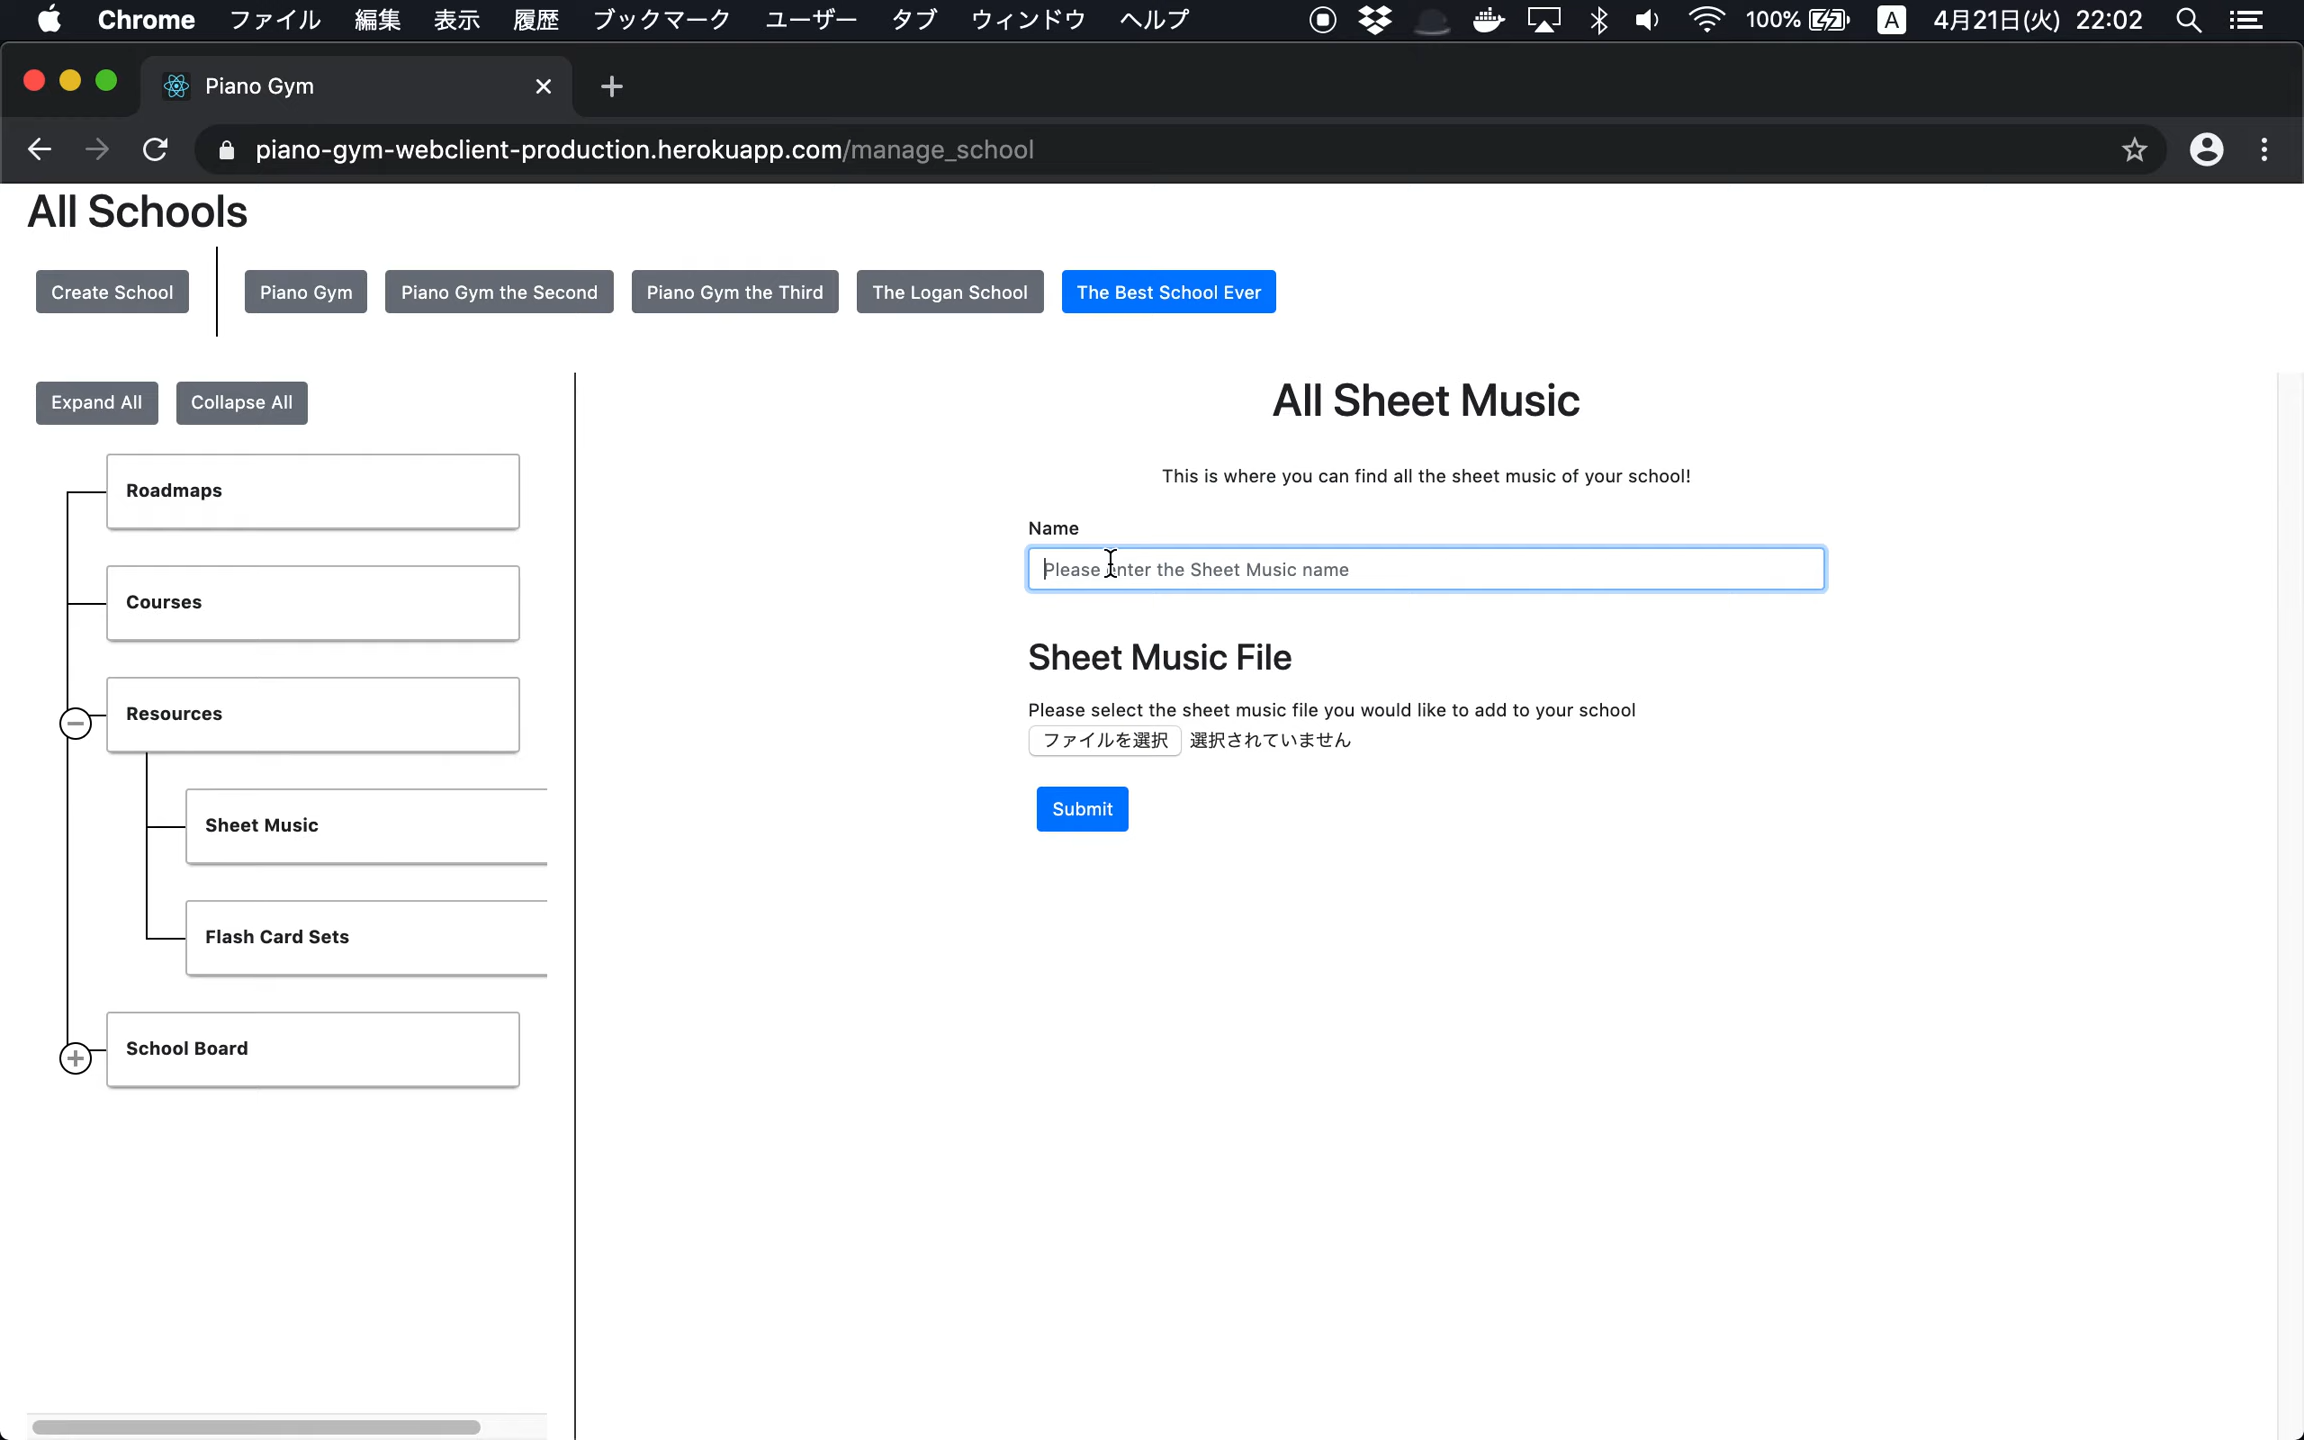 Chrome ファイル 編集 表示 履歴 ブックマーク ユーザー タブ ウィンドウ ヘルプ 100% A 4月21日(火) 22:02
Piano Gym
piano-gym-webclient-production.herokuapp.com/manage_school
All Schools
Create School Piano Gym Piano Gym the Second Piano Gym the Third The Logan School The Best School Ever
Expand All Collapse All
Roadmaps
Courses
Resources
Sheet Music
Flash Card Sets
School Board
All Sheet Music
This is where you can find all the sheet music of your school!
Name
Please enter the Sheet Music name
Sheet Music File
Please select the sheet music file you would like to add to your school
ファイルを選択 選択されていません
Submit